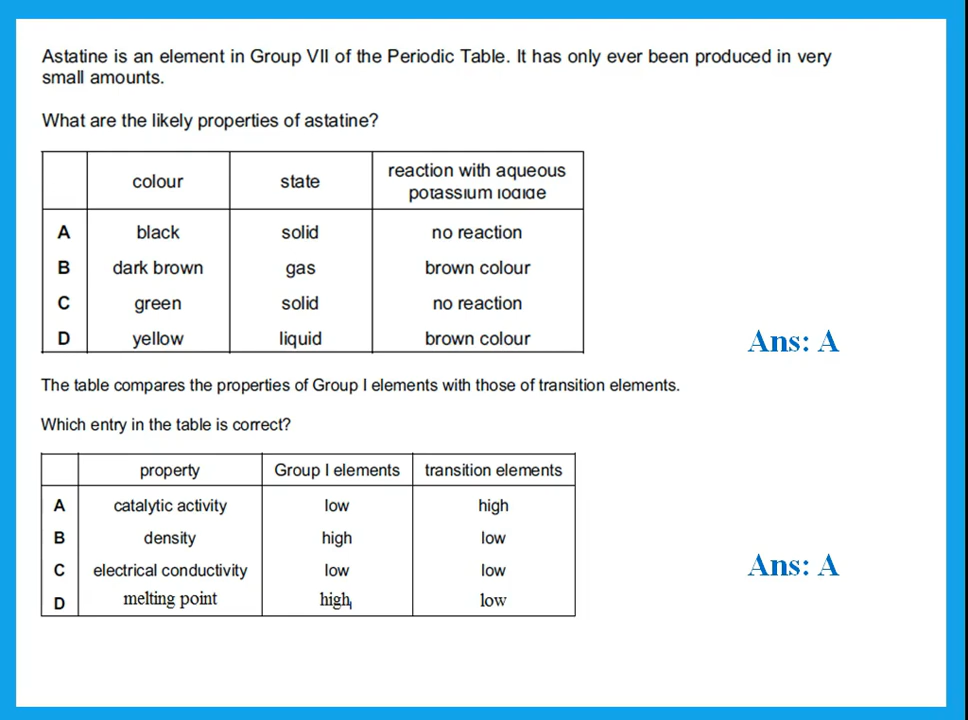 Astatine is an element in Group VII of the Periodic Table. It has only ever been produced in very
small amounts.
What are the likely properties of astatine?
colour state reaction with aqueous
potassium iodide
A black solid no reaction
B dark brown gas brown colour
C green solid no reaction
D yellow liquid brown colour
Ans: A
The table compares the properties of Group I elements with those of transition elements.
Which entry in the table is correct?
property Group I elements transition elements
A catalytic activity low high
B density high low
C electrical conductivity low low
D melting point high low
Ans: A